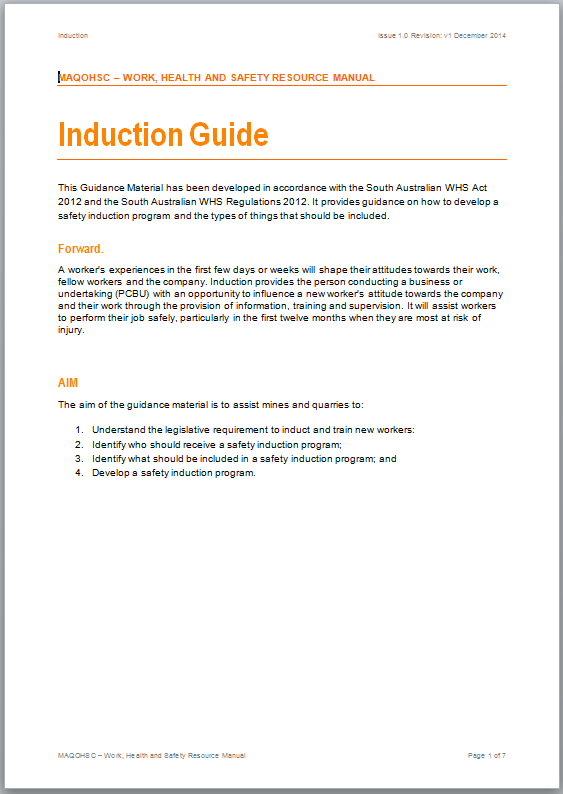 Induction Issue 1.0 Revision: v1 December 2014
MAQOHSC – WORK, HEALTH AND SAFETY RESOURCE MANUAL
Induction Guide
This Guidance Material has been developed in accordance with the South Australian WHS Act
2012 and the South Australian WHS Regulations 2012. It provides guidance on how to develop a
safety induction program and the types of things that should be included.
Forward.
A worker's experiences in the first few days or weeks will shape their attitudes towards their work,
fellow workers and the company. Induction provides the person conducting a business or
undertaking (PCBU) with an opportunity to influence a new worker's attitude towards the company
and their work through the provision of information, training and supervision. It will assist workers
to perform their job safely, particularly in the first twelve months when they are most at risk of
injury.
AIM
The aim of the guidance material is to assist mines and quarries to:
1. Understand the legislative requirement to induct and train new workers:
2. Identify who should receive a safety induction program;
3. Identify what should be included in a safety induction program; and
4. Develop a safety induction program.
MAQOHSC – Work, Health and Safety Resource Manual Page 1 of 7